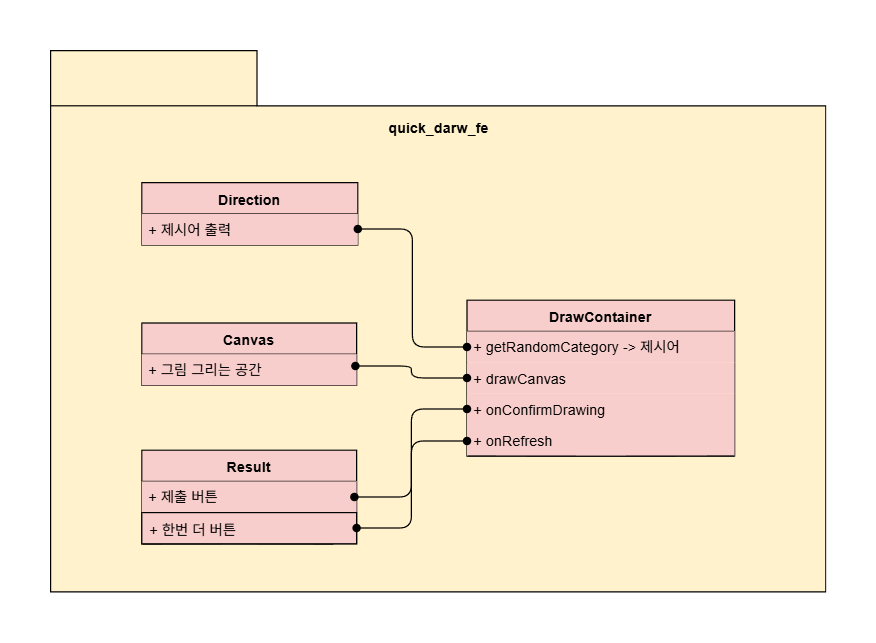 quick_darw_fe
Direction
+ 제시어 출력
Canvas
+ 그림 그리는 공간
Result
+ 제출 버튼
+ 한번 더 버튼
DrawContainer
+ getRandomCategory -> 제시어
+ drawCanvas
+ onConfirmDrawing
+ onRefresh